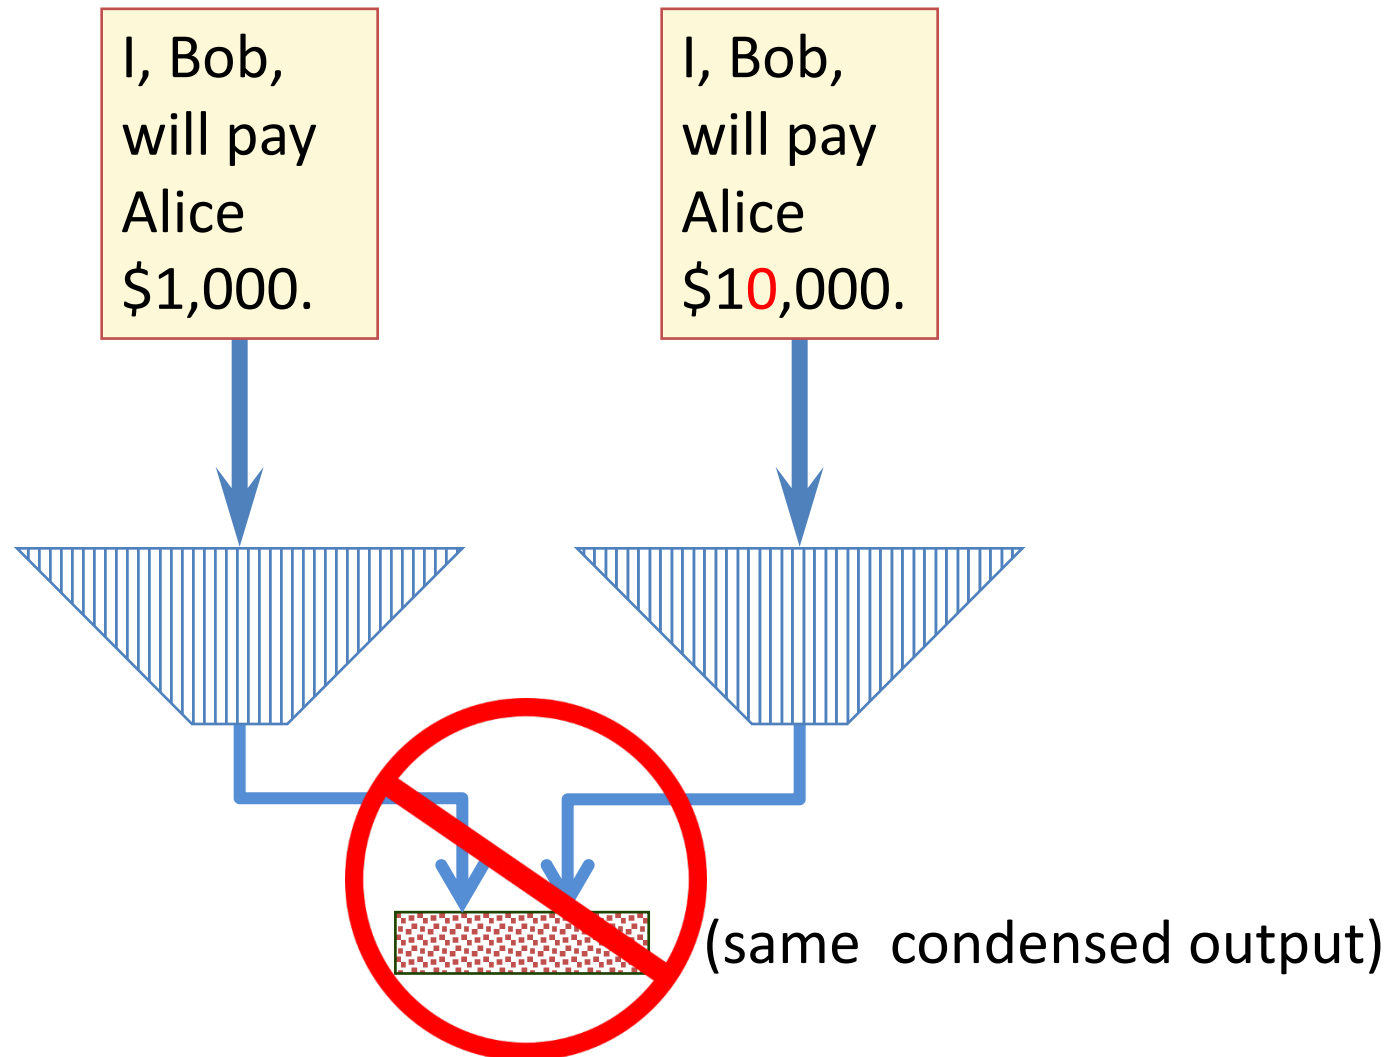 I, Bob,
will pay
Alice
$1,000.
I, Bob,
will pay
Alice
$10,000.
(same condensed output)